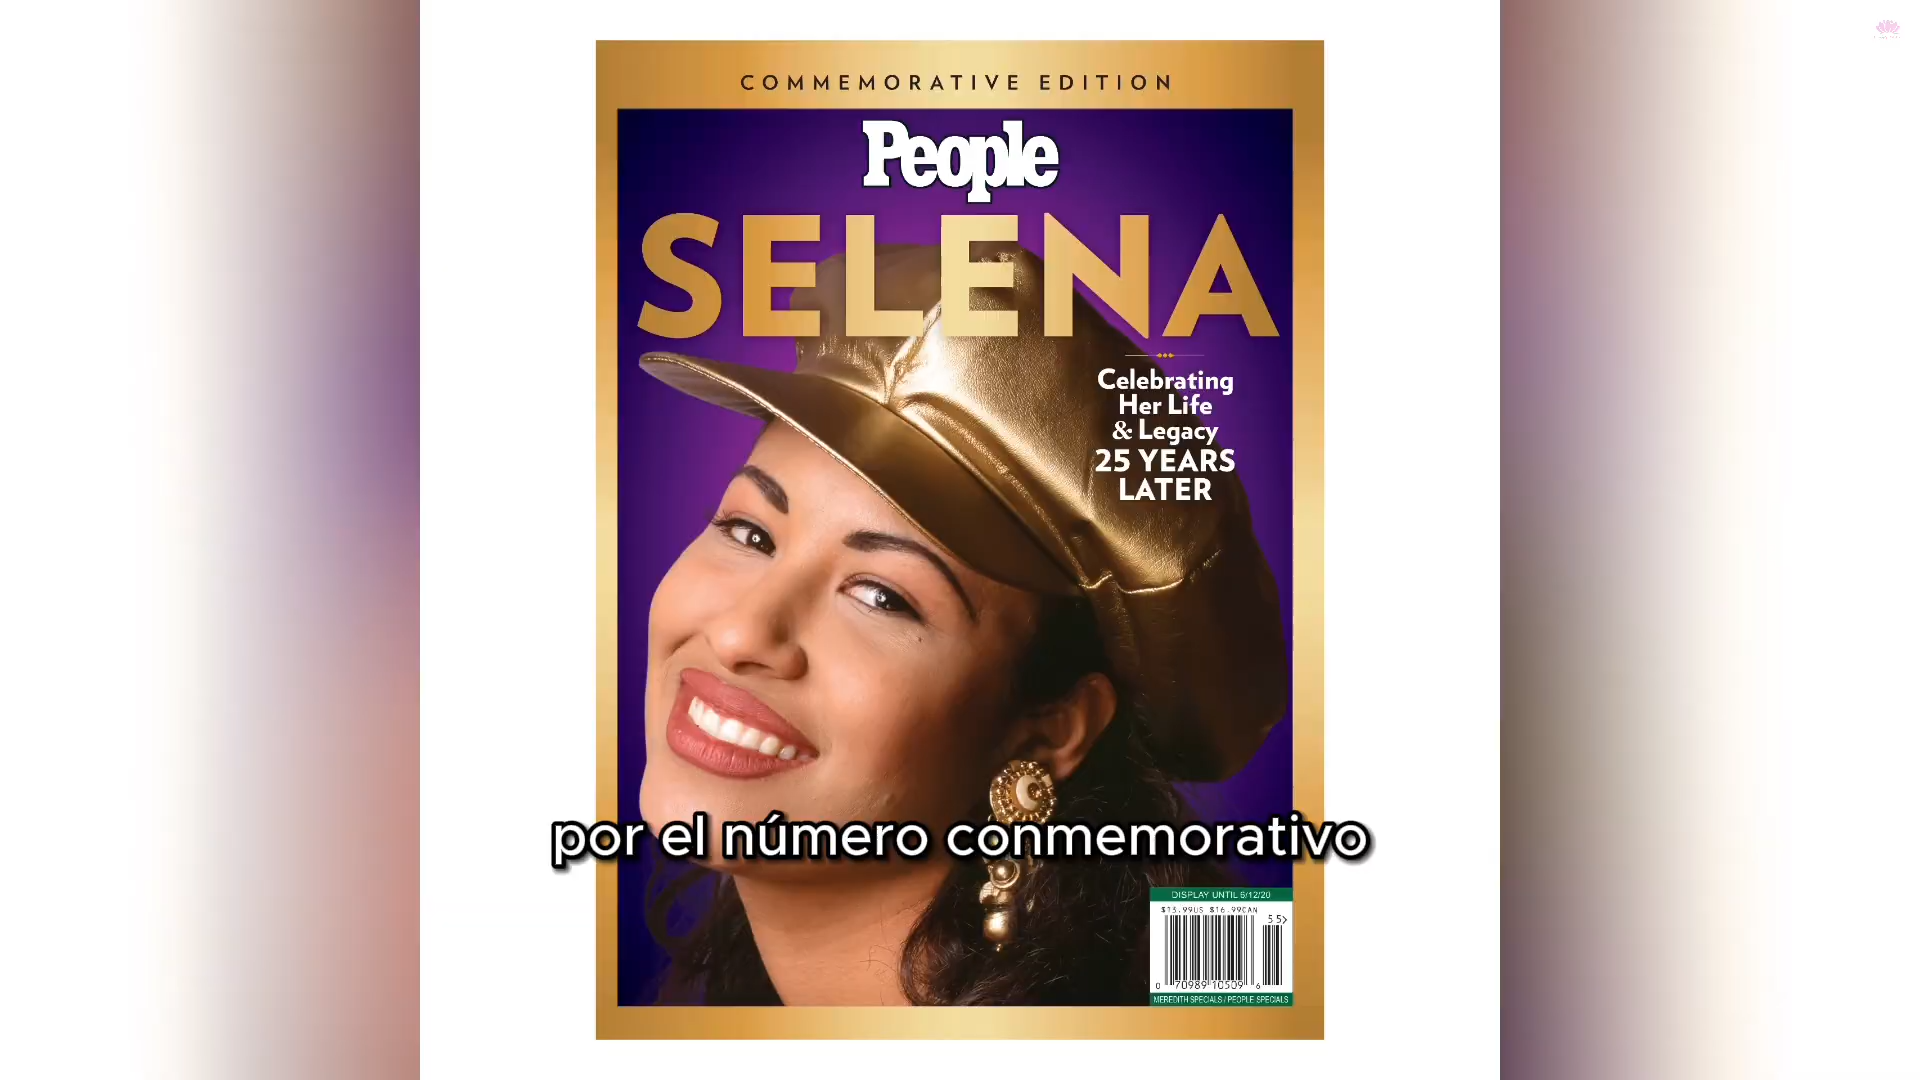 COMMEMORATIVE EDITION
People
SELENA
Celebrating
Her Life
& Legacy
25 YEARS
LATER
por el número conmemorativo
DISPLAY UNTIL 6/12/20
$13.99US $16.99CAN
55>
0 70989 10509 6
MEREDITH SPECIALS / PEOPLE SPECIALS